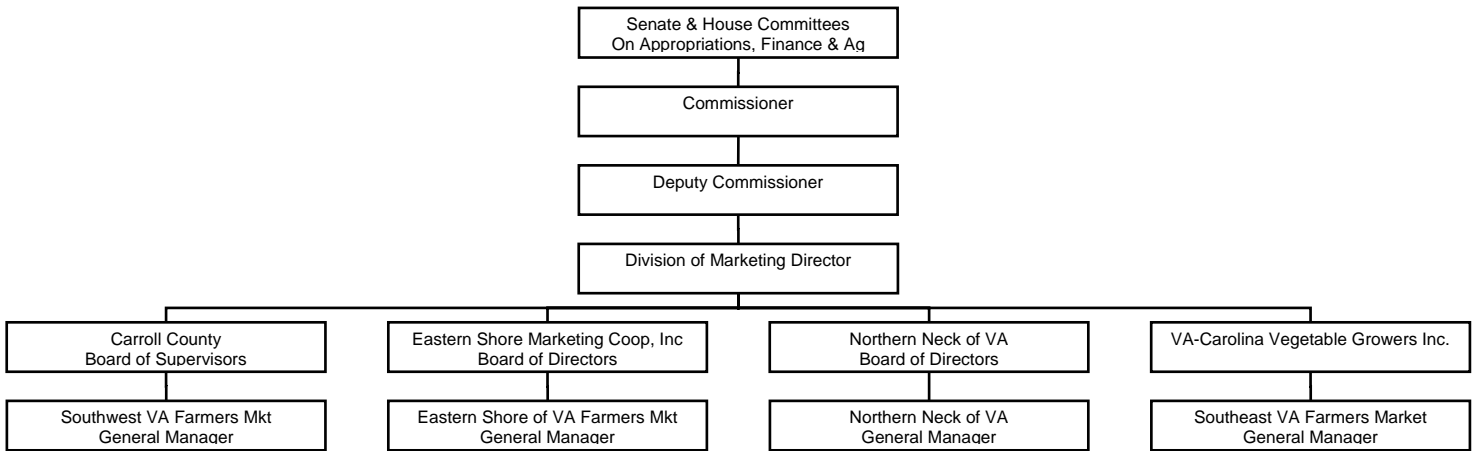 Senate & House Committees
On Appropriations, Finance & Ag
Commissioner
Deputy Commissioner
Division of Marketing Director
Carroll County
Board of Supervisors
Eastern Shore Marketing Coop, Inc
Board of Directors
Northern Neck of VA
Board of Directors
VA-Carolina Vegetable Growers Inc.
Southwest VA Farmers Mkt
General Manager
Eastern Shore of VA Farmers Mkt
General Manager
Northern Neck of VA
General Manager
Southeast VA Farmers Market
General Manager